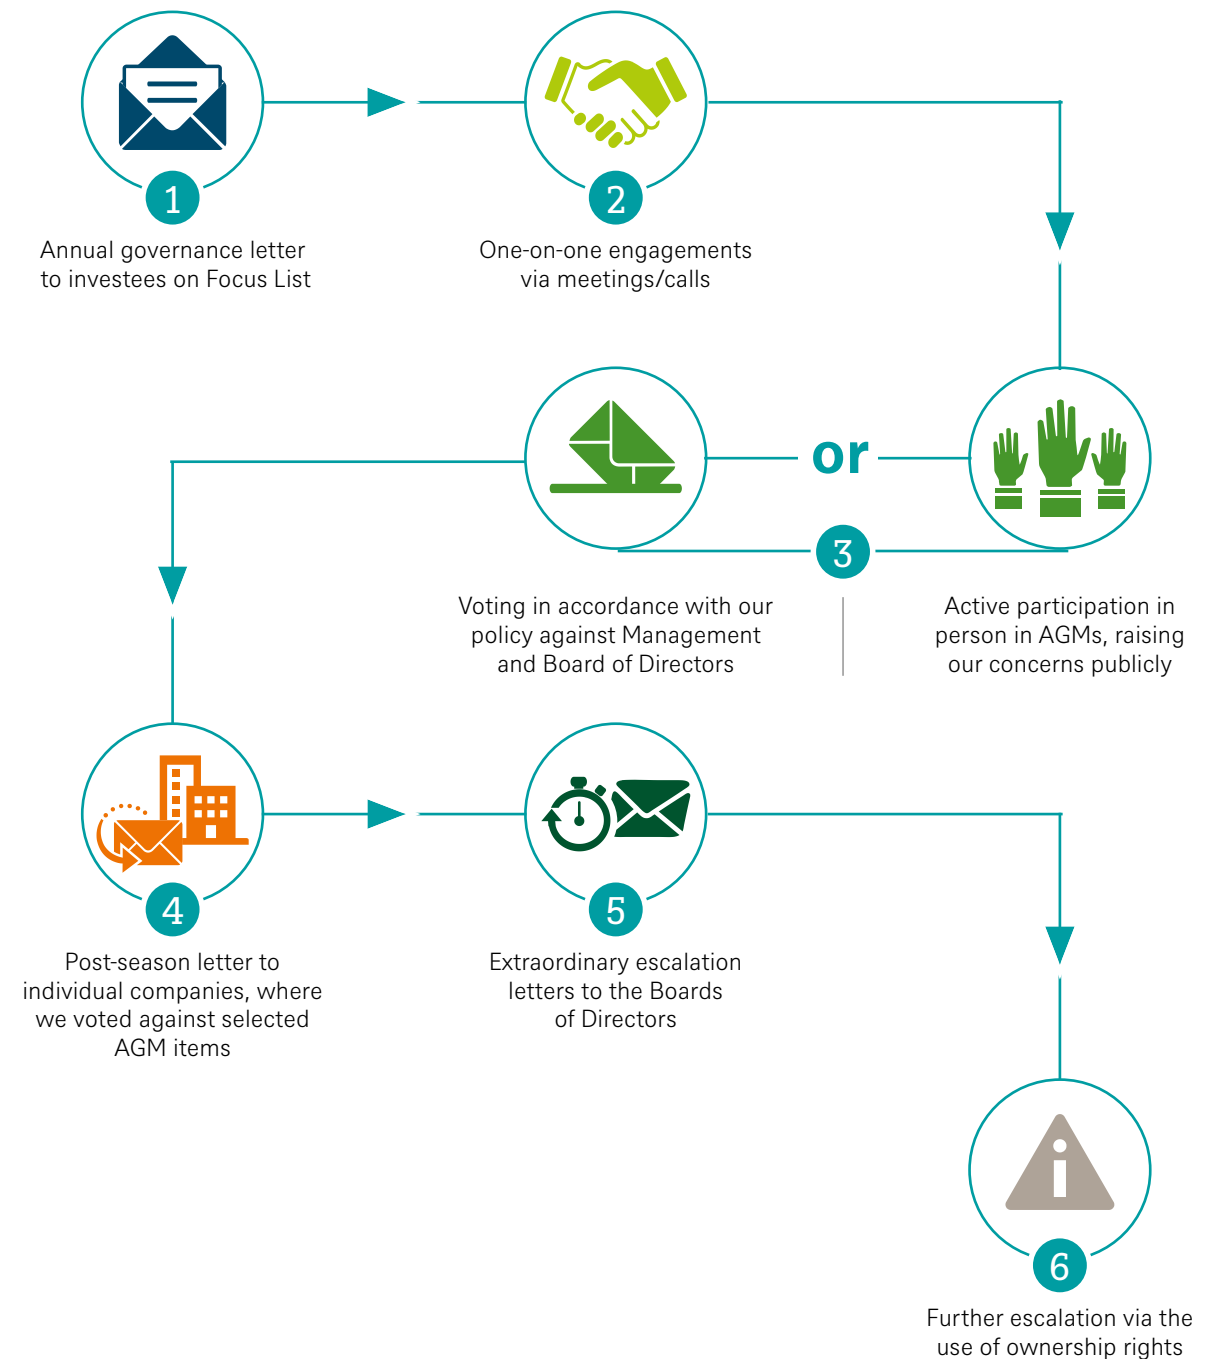 1
Annual governance letter
to investees on Focus List
2
One-on-one engagements
via meetings/calls
or
3
Voting in accordance with our
policy against Management
and Board of Directors
Active participation in
person in AGMs, raising
our concerns publicly
4
Post-season letter to
individual companies, where
we voted against selected
AGM items
5
Extraordinary escalation
letters to the Boards
of Directors
6
Further escalation via the
use of ownership rights